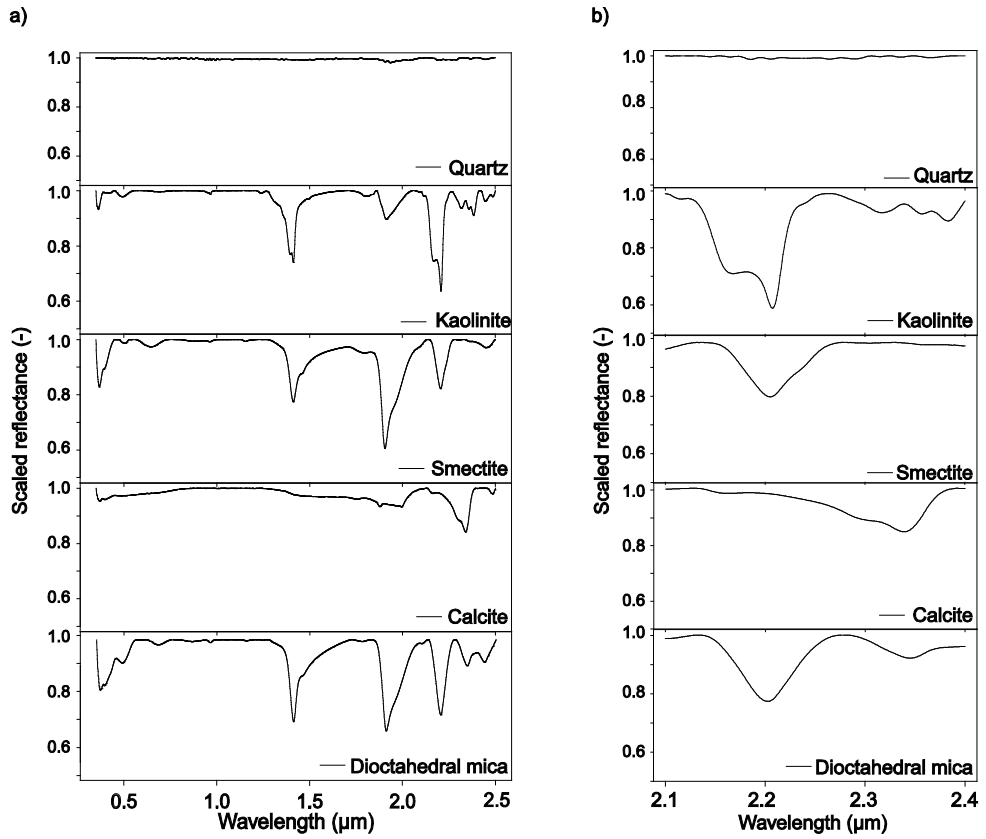 a)
1.0
0.8
0.6
Quartz
1.0
0.8
0.6
Kaolinite
1.0
0.8
0.6
Smectite
1.0
0.8
0.6
Calcite
1.0
0.8
0.6
Dioctahedral mica
Scaled reflectance (-)
0.5 1.0 1.5 2.0 2.5
Wavelength (µm)
b)
1.0
0.8
0.6
Quartz
1.0
0.8
0.6
Kaolinite
1.0
0.8
0.6
Smectite
1.0
0.8
0.6
Calcite
1.0
0.8
0.6
Dioctahedral mica
Scaled reflectance (-)
2.1 2.2 2.3 2.4
Wavelength (µm)